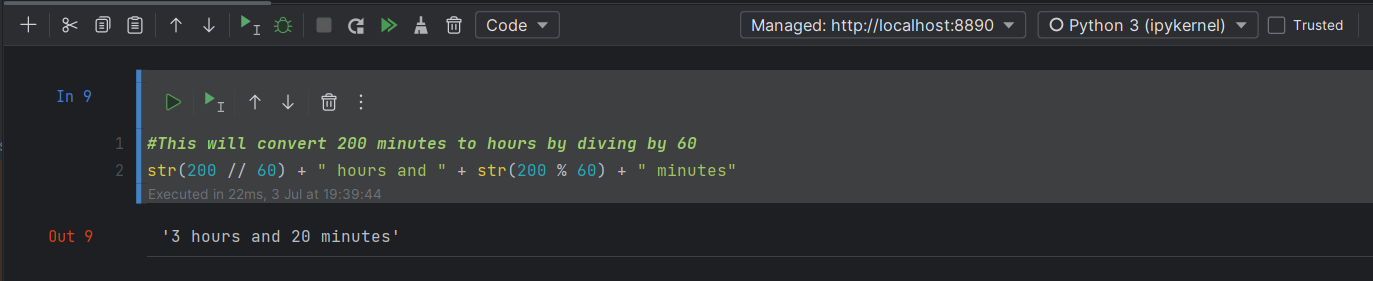 Code
Managed: http://localhost:8890
Python 3 (ipykernel)
Trusted
In 9
1 #This will convert 200 minutes to hours by diving by 60
2 str(200 // 60) + " hours and " + str(200 % 60) + " minutes"
Executed in 22ms, 3 Jul at 19:39:44
Out 9
'3 hours and 20 minutes'